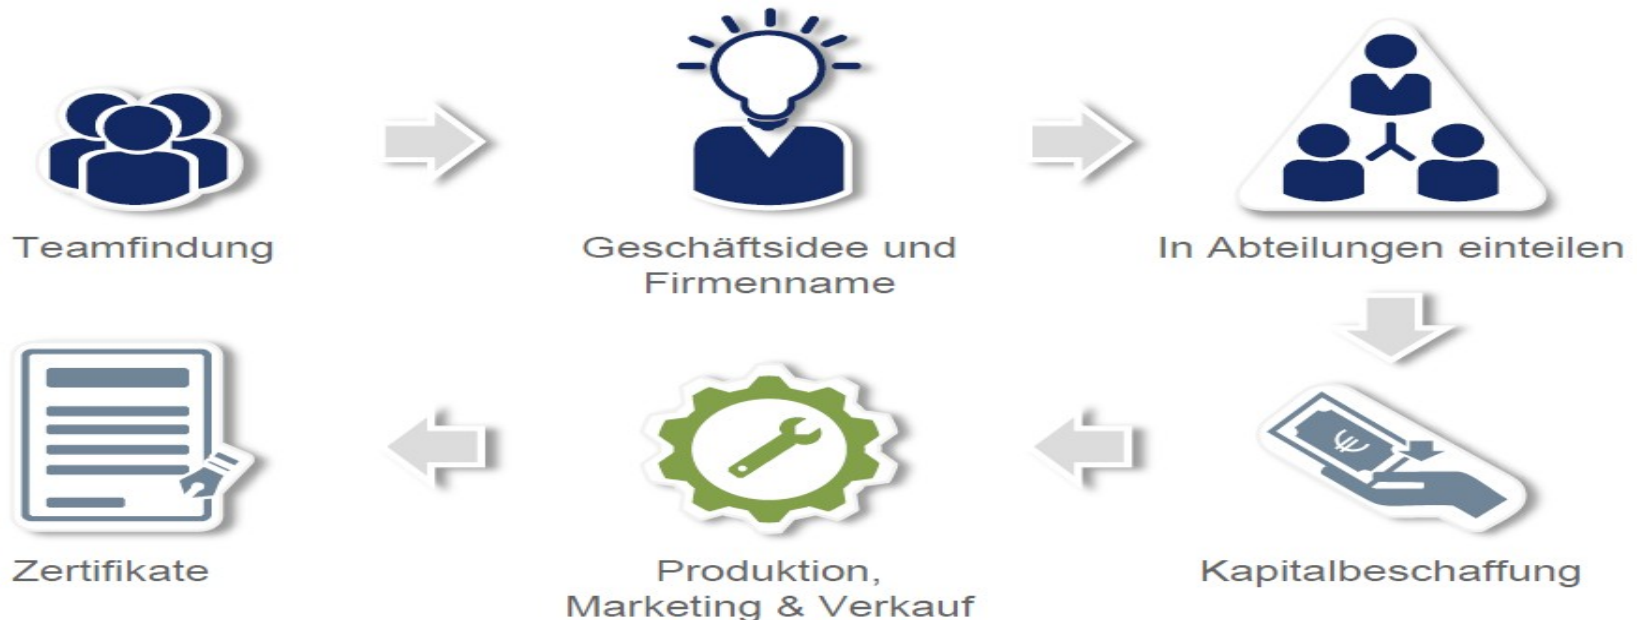 Teamfindung
Geschäftsidee und
Firmenname
In Abteilungen einteilen
€
Kapitalbeschaffung
Produktion,
Marketing & Verkauf
Zertifikate